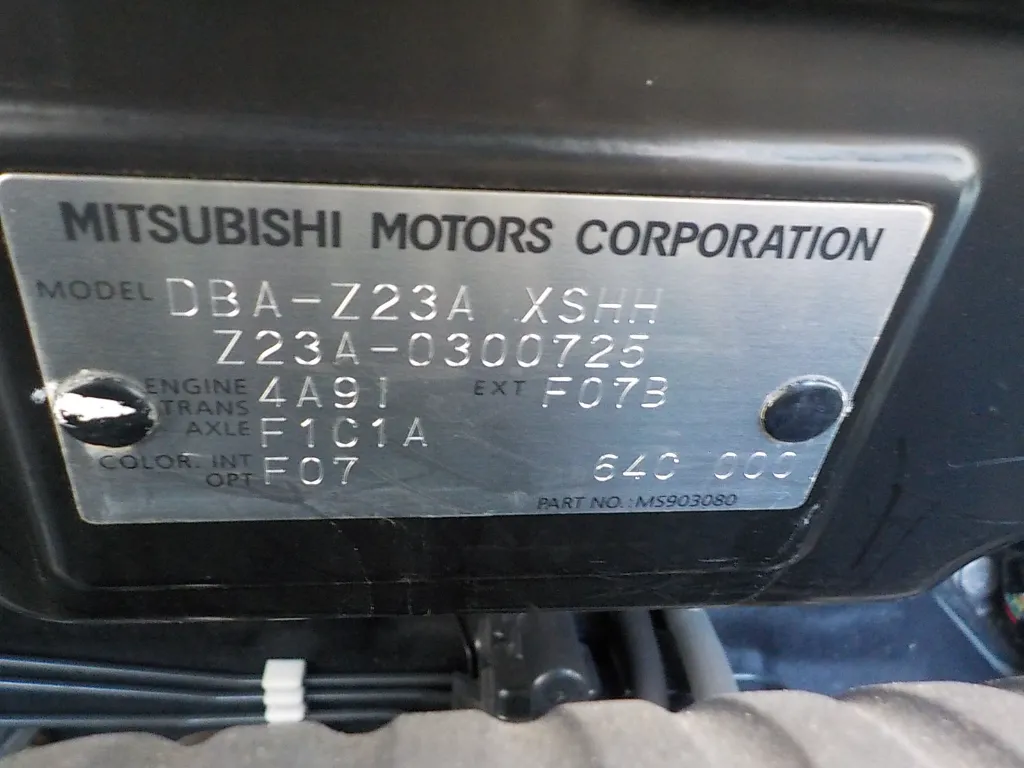 MITSUBISHI MOTORS CORPORATION
MODEL DBA-Z23A XSHH
Z23A-0300725
ENGINE 4A91 EXT F07B
TRANS
AXLE F1C1A
COLOR. INT F07 64C 000
OPT
PART NO.: MS903080